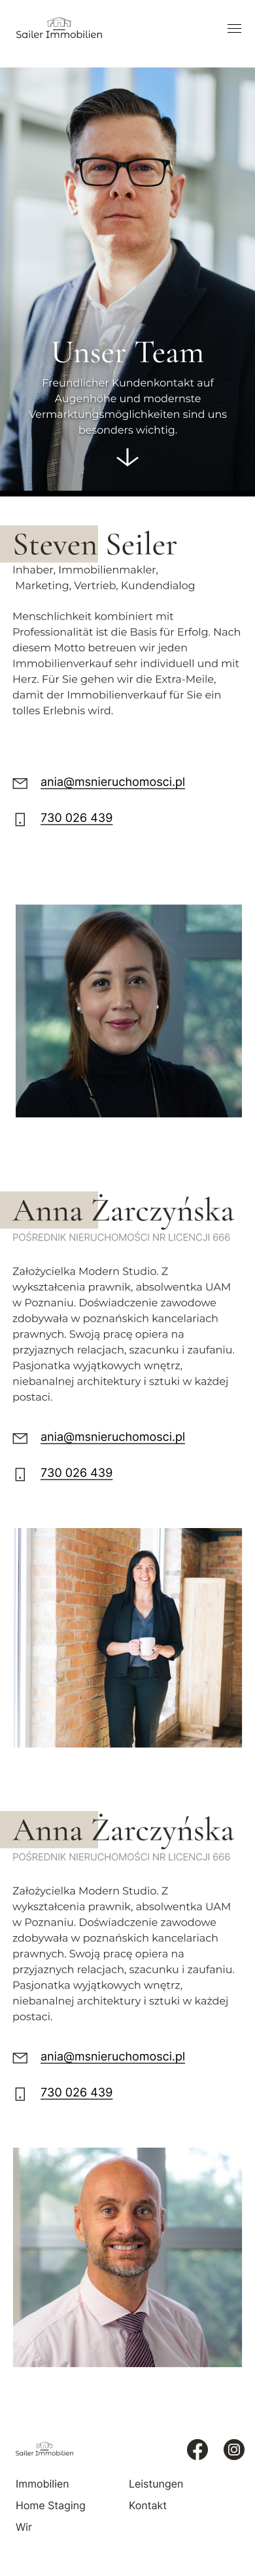 Sailer Immobilien
Unser Team
Freundlicher Kundenkontakt auf
Augenhöhe und modernste
Vermarktungsmöglichkeiten sind uns
besonders wichtig.
Steven Seiler
Inhaber, Immobilienmakler,
Marketing, Vertrieb, Kundendialog
Menschlichkeit kombiniert mit
Professionalität ist die Basis für Erfolg. Nach
diesem Motto betreuen wir jeden
Immobilienverkauf sehr individuell und mit
Herz. Für Sie gehen wir die Extra-Meile,
damit der Immobilienverkauf für Sie ein
tolles Erlebnis wird.
ania@msnieruchomosci.pl
730 026 439
Anna Żarczyńska
POŚREDNIK NIERUCHOMOŚCI NR LICENCJI 666
Założycielka Modern Studio. Z
wykształcenia prawnik, absolwentka UAM
w Poznaniu. Doświadczenie zawodowe
zdobywała w poznańskich kancelariach
prawnych. Swoją pracę opiera na
przyjaznych relacjach, szacunku i zaufaniu.
Pasjonatka wyjątkowych wnętrz,
niebanalnej architektury i sztuki w każdej
postaci.
ania@msnieruchomosci.pl
730 026 439
Anna Żarczyńska
POŚREDNIK NIERUCHOMOŚCI NR LICENCJI 666
Założycielka Modern Studio. Z
wykształcenia prawnik, absolwentka UAM
w Poznaniu. Doświadczenie zawodowe
zdobywała w poznańskich kancelariach
prawnych. Swoją pracę opiera na
przyjaznych relacjach, szacunku i zaufaniu.
Pasjonatka wyjątkowych wnętrz,
niebanalnej architektury i sztuki w każdej
postaci.
ania@msnieruchomosci.pl
730 026 439
Sailer Immobilien
Immobilien
Leistungen
Home Staging
Kontakt
Wir